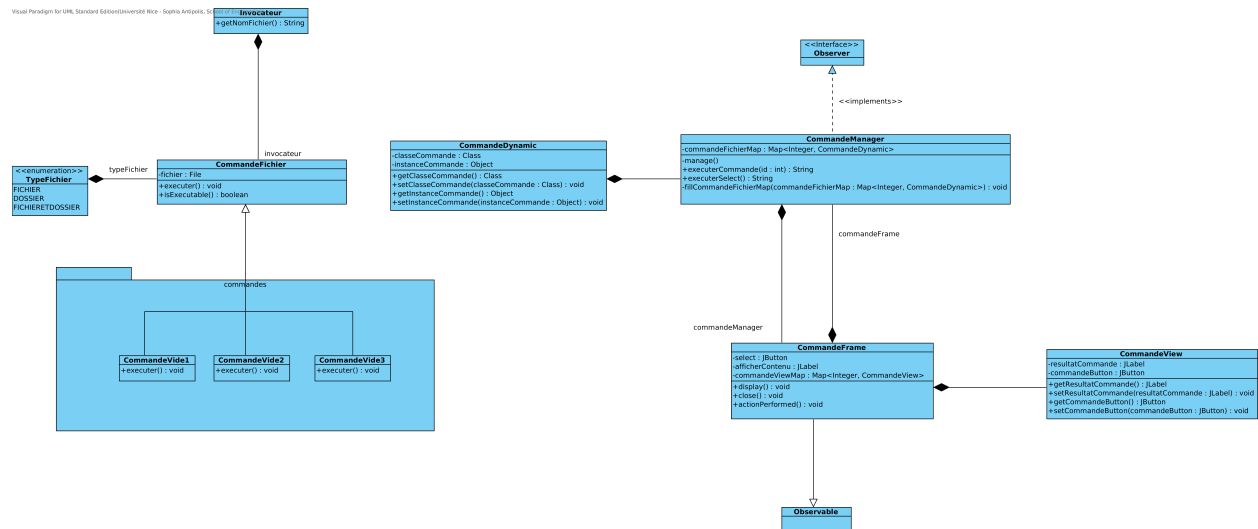 Visual Paradigm for UML Standard Edition(Université Nice - Sophia Antipolis, School of
Invocateur
+getNomFichier() : String
<<Interface>>
Observer
<<implements>>
invocateur
typeFichier
<<enumeration>>
TypeFichier
FICHIER
DOSSIER
FICHIERETDOSSIER
CommandeFichier
-fichier : File
+executer() : void
+isExecutable() : boolean
CommandeDynamic
-classeCommande : Class
-instanceCommande : Object
+getClasseCommande() : Class
+setClasseCommande(classeCommande : Class) : void
+getInstanceCommande() : Object
+setInstanceCommande(instanceCommande : Object) : void
CommandeManager
-commandeFichierMap : Map<Integer, CommandeDynamic>
-manage()
+executerCommande(id : int) : String
+executerSelect() : String
-fillCommandeFichierMap(commandeFichierMap : Map<Integer, CommandeDynamic>) : void
commandeFrame
commandeManager
commandes
CommandeVide1
+executer() : void
CommandeVide2
+executer() : void
CommandeVide3
+executer() : void
CommandeFrame
-select : JButton
-afficherContenu : JLabel
-commandeViewMap : Map<Integer, CommandeView>
+display() : void
+close() : void
+actionPerformed() : void
CommandeView
-resultatCommande : JLabel
-commandeButton : JButton
+getResultatCommande() : JLabel
+setResultatCommande(resultatCommande : JLabel) : void
+getCommandeButton() : JButton
+setCommandeButton(commandeButton : JButton) : void
Observable